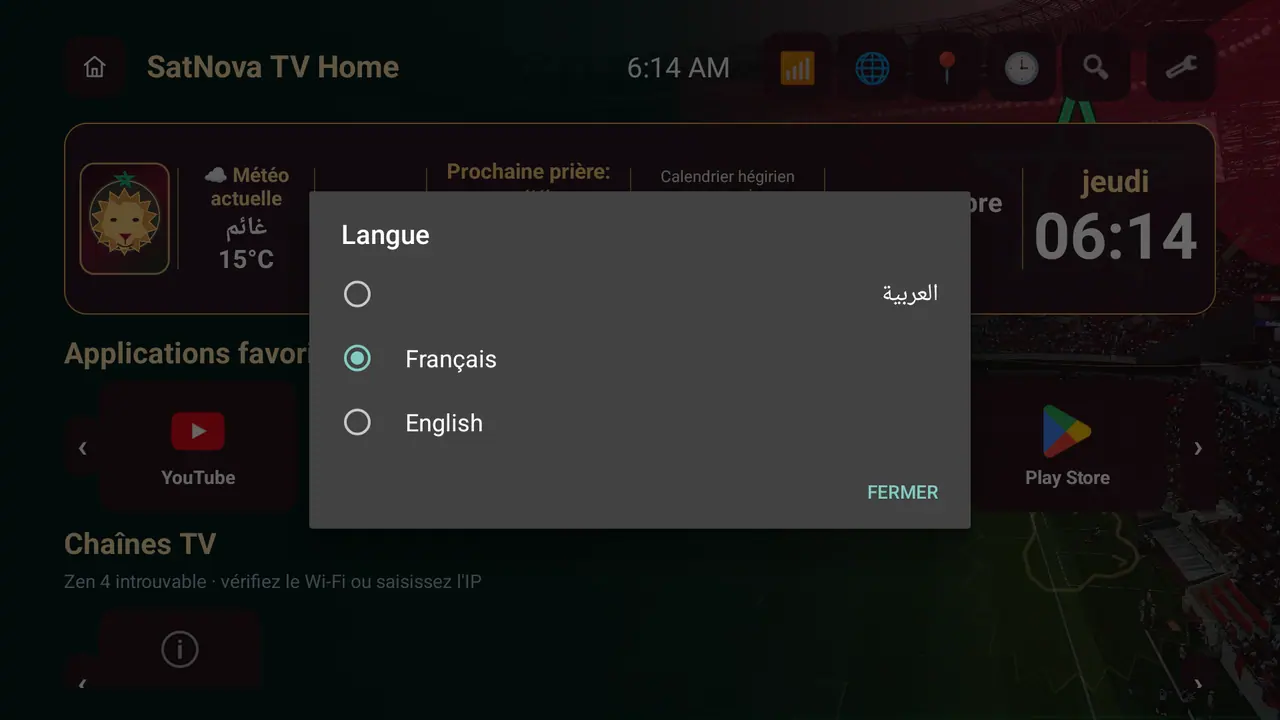 SatNova TV Home
6:14 AM
Météo
actuelle
غائم
15°C
Prochaine prière:
Calendrier hégirien
jeudi
06:14
Langue
العربية
Français
English
FERMER
Applications favori
YouTube
Play Store
Chaînes TV
Zen 4 introuvable · vérifiez le Wi-Fi ou saisissez l'IP